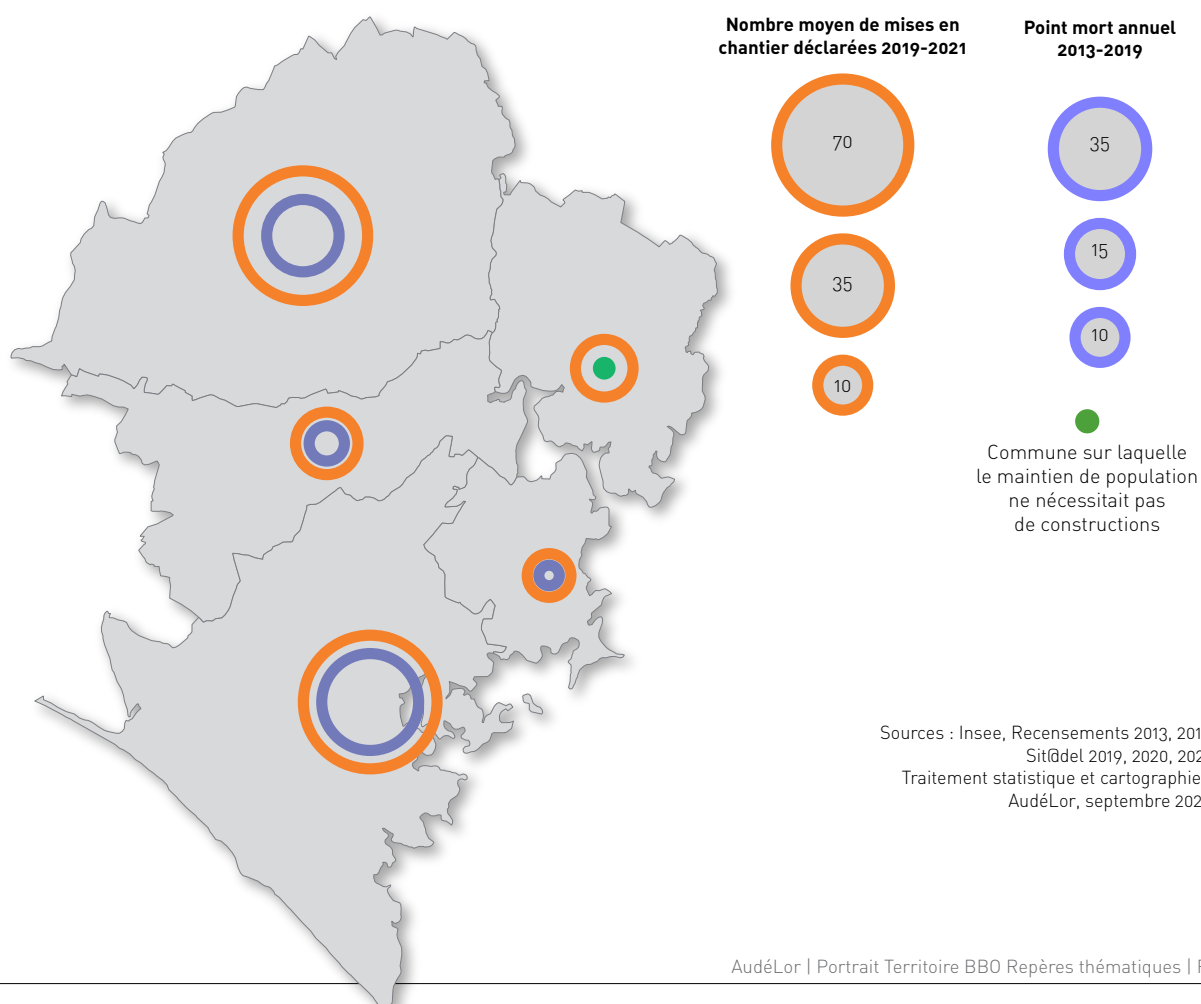 Nombre moyen de mises en
chantier déclarées 2019-2021
70
35
10
Point mort annuel
2013-2019
35
15
10
Commune sur laquelle
le maintien de population
ne nécessitait pas
de constructions
Sources : Insee, Recensements 2013,
Sit@del 2019, 2020,
Traitement statistique et cartographie
AudéLor, septembre
AudéLor | Portrait Territoire BBO Repères thématiques |